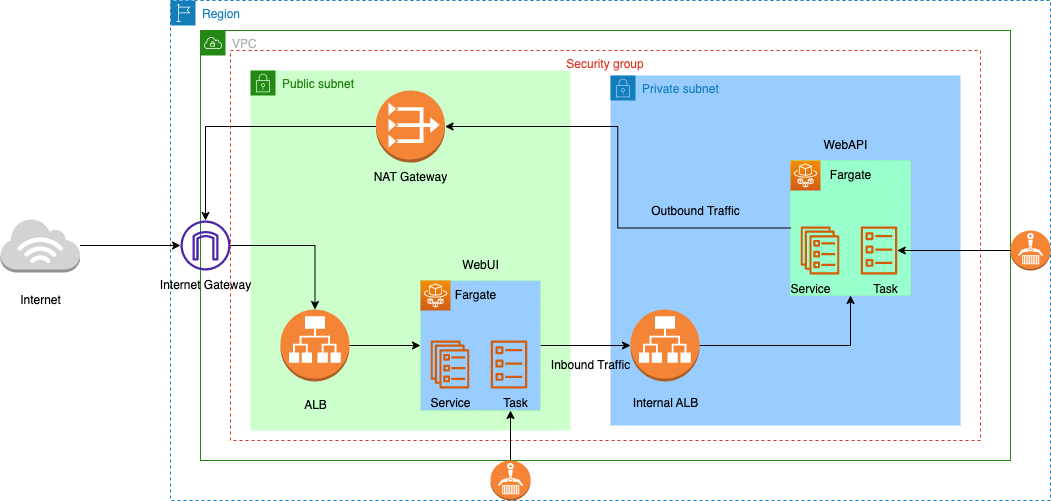 Region
VPC
Security group
Public subnet
Private subnet
NAT Gateway
WebAPI
Fargate
Outbound Traffic
Service
Task
Internet
Internet Gateway
WebUI
Fargate
Inbound Traffic
ALB
Service
Task
Internal ALB